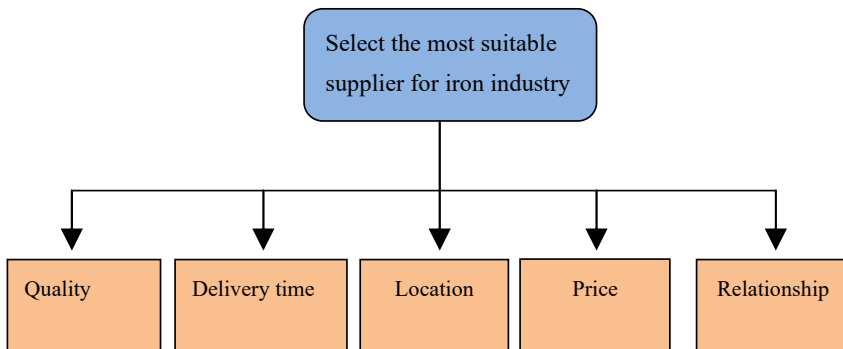 Select the most suitable
supplier for iron industry
Quality
Delivery time
Location
Price
Relationship